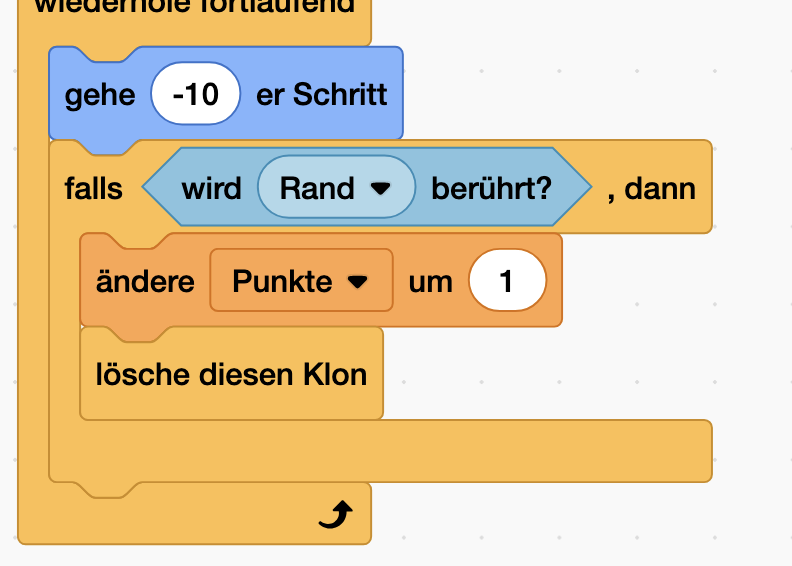 wiederhole fortlaufend
gehe -10 er Schritt
falls wird Rand berührt? , dann
ändere Punkte um 1
lösche diesen Klon